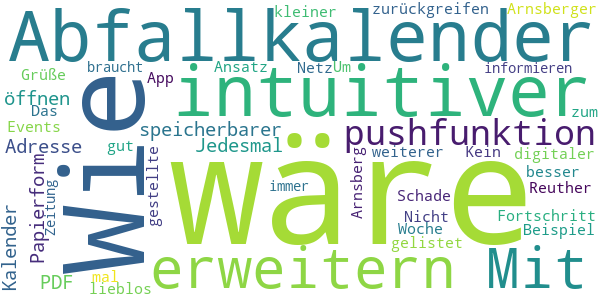 kleiner zurückgreifen Arnsberger
Abfallkalender
Grüße braucht App Ansatz Netz Um informieren
öffnen intuitiver zum
Das
Events speicherbarer pushfunktion
Adresse gut Jedesmal weiterer Kein digitaler
Wie
wäre
besser
immer Schade Reuther
Kalender Papierform Zeitung gestellte Arnsberg
Nicht Fortschritt
Woche Beispiel
gelistet
PDF mal erweitern Mit
lieblos